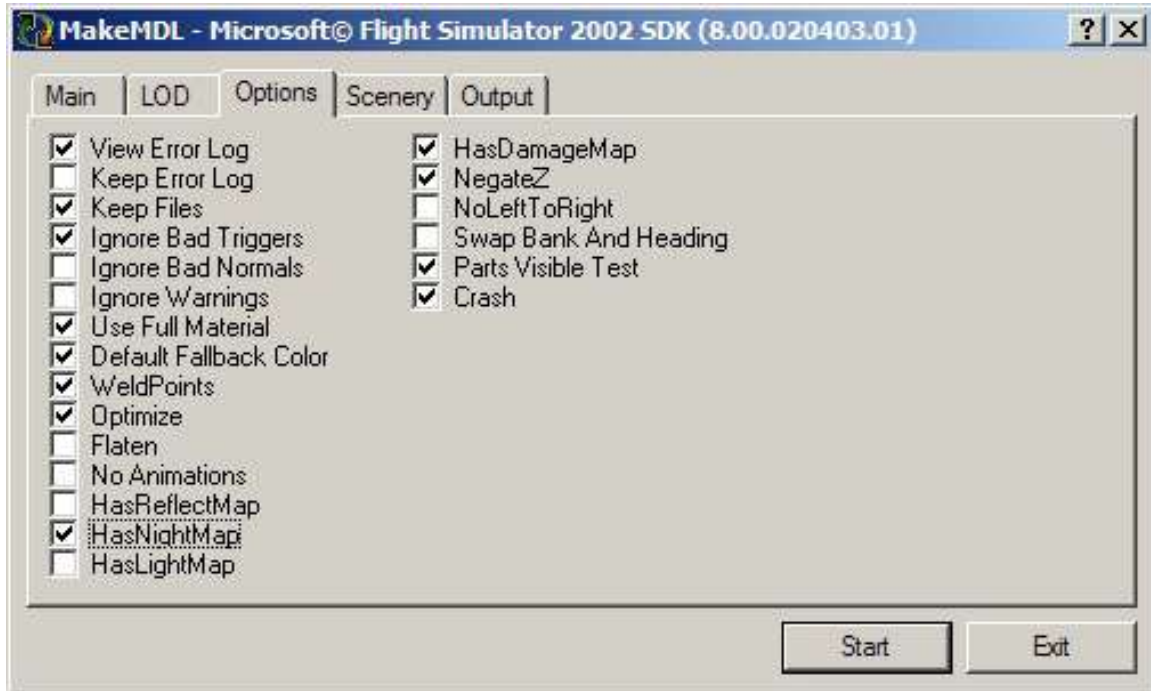 MakeMDL - Microsoft© Flight Simulator 2002 SDK (8.00.020403.01)
Main LOD Options Scenery Output
View Error Log
Keep Error Log
Keep Files
Ignore Bad Triggers
Ignore Bad Normals
Ignore Warnings
Use Full Material
Default Fallback Color
WeldPoints
Optimize
Flaten
No Animations
HasReflectMap
HasNightMap
HasLightMap
HasDamageMap
NegateZ
NoLeftToRight
Swap Bank And Heading
Parts Visible Test
Crash
Start Exit